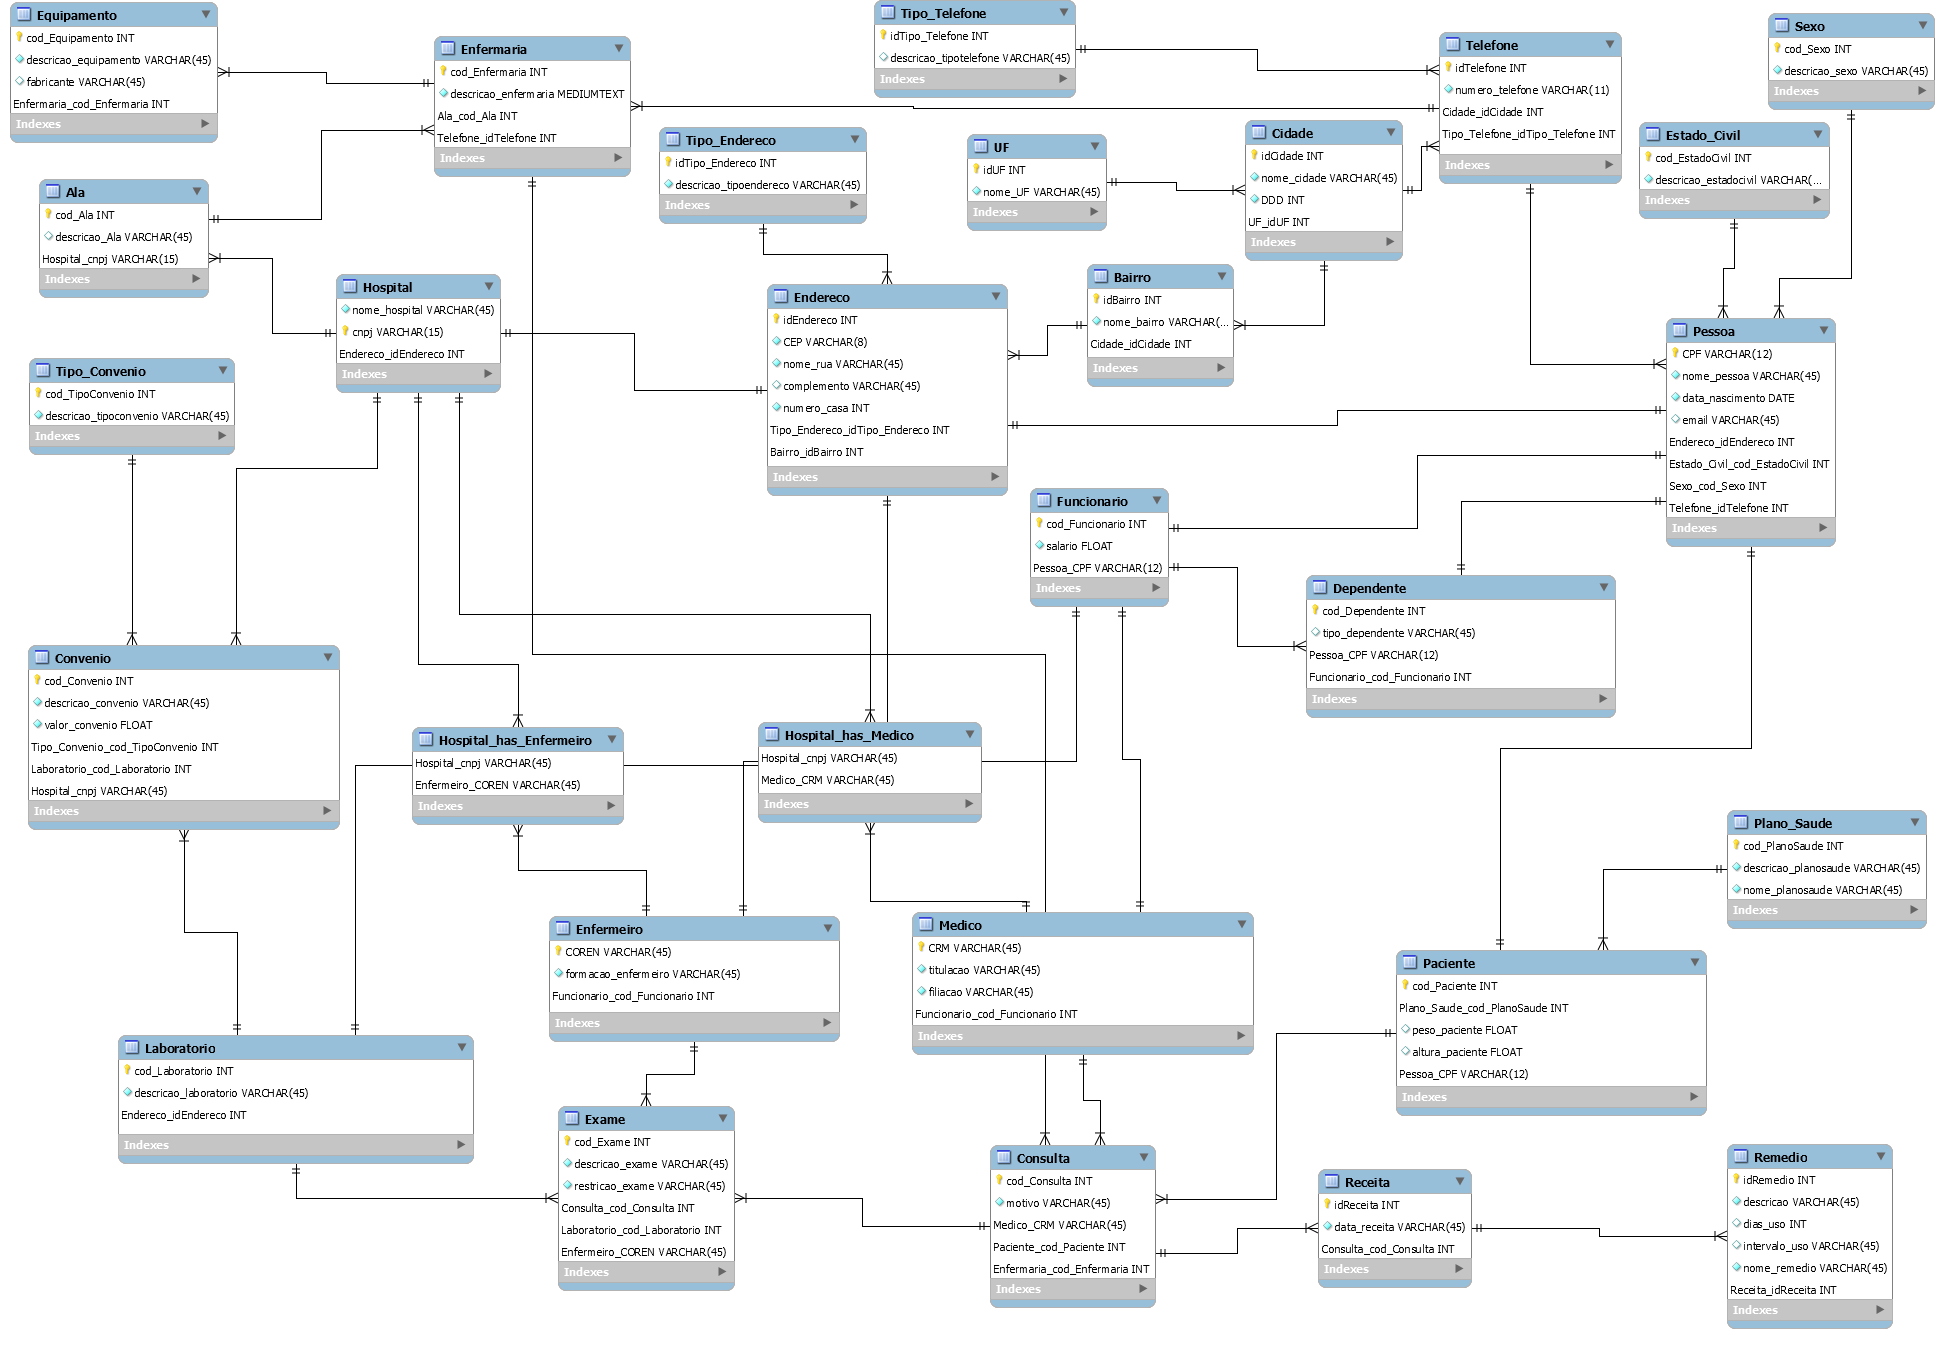 Equipamento
cod_Equipamento INT
descricao_equipamento VARCHAR(45)
fabricante VARCHAR(45)
Enfermaria_cod_Enfermaria INT
Indexes
Enfermaria
cod_Enfermaria INT
descricao_enfermaria MEDIUMTEXT
Ala_cod_Ala INT
Telefone_idTelefone INT
Indexes
Tipo_Telefone
idTipo_Telefone INT
descricao_tipotelefone VARCHAR(45)
Indexes
Telefone
idTelefone INT
numero_telefone VARCHAR(11)
Cidade_idCidade INT
Tipo_Telefone_idTipo_Telefone INT
Indexes
Sexo
cod_Sexo INT
descricao_sexo VARCHAR(45)
Indexes
Ala
cod_Ala INT
descricao_Ala VARCHAR(45)
Hospital_cnpj VARCHAR(15)
Indexes
Tipo_Endereco
idTipo_Endereco INT
descricao_tipoendereco VARCHAR(45)
Indexes
UF
idUF INT
nome_UF VARCHAR(45)
Indexes
Cidade
idCidade INT
nome_cidade VARCHAR(45)
DDD INT
UF_idUF INT
Indexes
Estado_Civil
cod_EstadoCivil INT
descricao_estadocivil VARCHAR(...
Indexes
Hospital
nome_hospital VARCHAR(45)
cnpj VARCHAR(15)
Endereco_idEndereco INT
Indexes
Endereco
idEndereco INT
CEP VARCHAR(8)
nome_rua VARCHAR(45)
complemento VARCHAR(45)
numero_casa INT
Tipo_Endereco_idTipo_Endereco INT
Bairro_idBairro INT
Indexes
Bairro
idBairro INT
nome_bairro VARCHAR(...
Cidade_idCidade INT
Indexes
Pessoa
CPF VARCHAR(12)
nome_pessoa VARCHAR(45)
data_nascimento DATE
email VARCHAR(45)
Endereco_idEndereco INT
Estado_Civil_cod_EstadoCivil INT
Sexo_cod_Sexo INT
Telefone_idTelefone INT
Indexes
Tipo_Convenio
cod_TipoConvenio INT
descricao_tipoconvenio VARCHAR(45)
Indexes
Funcionario
cod_Funcionario INT
salario FLOAT
Pessoa_CPF VARCHAR(12)
Indexes
Dependente
cod_Dependente INT
tipo_dependente VARCHAR(45)
Pessoa_CPF VARCHAR(12)
Funcionario_cod_Funcionario INT
Indexes
Convenio
cod_Convenio INT
descricao_convenio VARCHAR(45)
valor_convenio FLOAT
Tipo_Convenio_cod_TipoConvenio INT
Laboratorio_cod_Laboratorio INT
Hospital_cnpj VARCHAR(45)
Indexes
Hospital_has_Enfermeiro
Hospital_cnpj VARCHAR(45)
Enfermeiro_COREN VARCHAR(45)
Indexes
Hospital_has_Medico
Hospital_cnpj VARCHAR(45)
Medico_CRM VARCHAR(45)
Indexes
Plano_Saude
cod_PlanoSaude INT
descricao_planosaude VARCHAR(45)
nome_planosaude VARCHAR(45)
Indexes
Enfermeiro
COREN VARCHAR(45)
formacao_enfermeiro VARCHAR(45)
Funcionario_cod_Funcionario INT
Indexes
Medico
CRM VARCHAR(45)
titulacao VARCHAR(45)
filiacao VARCHAR(45)
Funcionario_cod_Funcionario INT
Indexes
Paciente
cod_Paciente INT
Plano_Saude_cod_PlanoSaude INT
peso_paciente FLOAT
altura_paciente FLOAT
Pessoa_CPF VARCHAR(12)
Indexes
Laboratorio
cod_Laboratorio INT
descricao_laboratorio VARCHAR(45)
Endereco_idEndereco INT
Indexes
Exame
cod_Exame INT
descricao_exame VARCHAR(45)
restricao_exame VARCHAR(45)
Consulta_cod_Consulta INT
Laboratorio_cod_Laboratorio INT
Enfermeiro_COREN VARCHAR(45)
Indexes
Consulta
cod_Consulta INT
motivo VARCHAR(45)
Medico_CRM VARCHAR(45)
Paciente_cod_Paciente INT
Enfermaria_cod_Enfermaria INT
Indexes
Receita
idReceita INT
data_receita VARCHAR(45)
Consulta_cod_Consulta INT
Indexes
Remedio
idRemedio INT
descricao VARCHAR(45)
dias_uso INT
intervalo_uso VARCHAR(45)
nome_remedio VARCHAR(45)
Receita_idReceita INT
Indexes